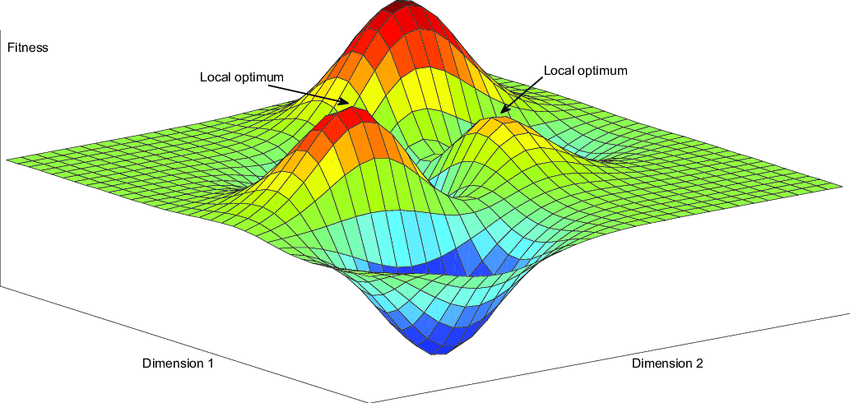 Fitness
Local optimum
Local optimum
Dimension 1
Dimension 2